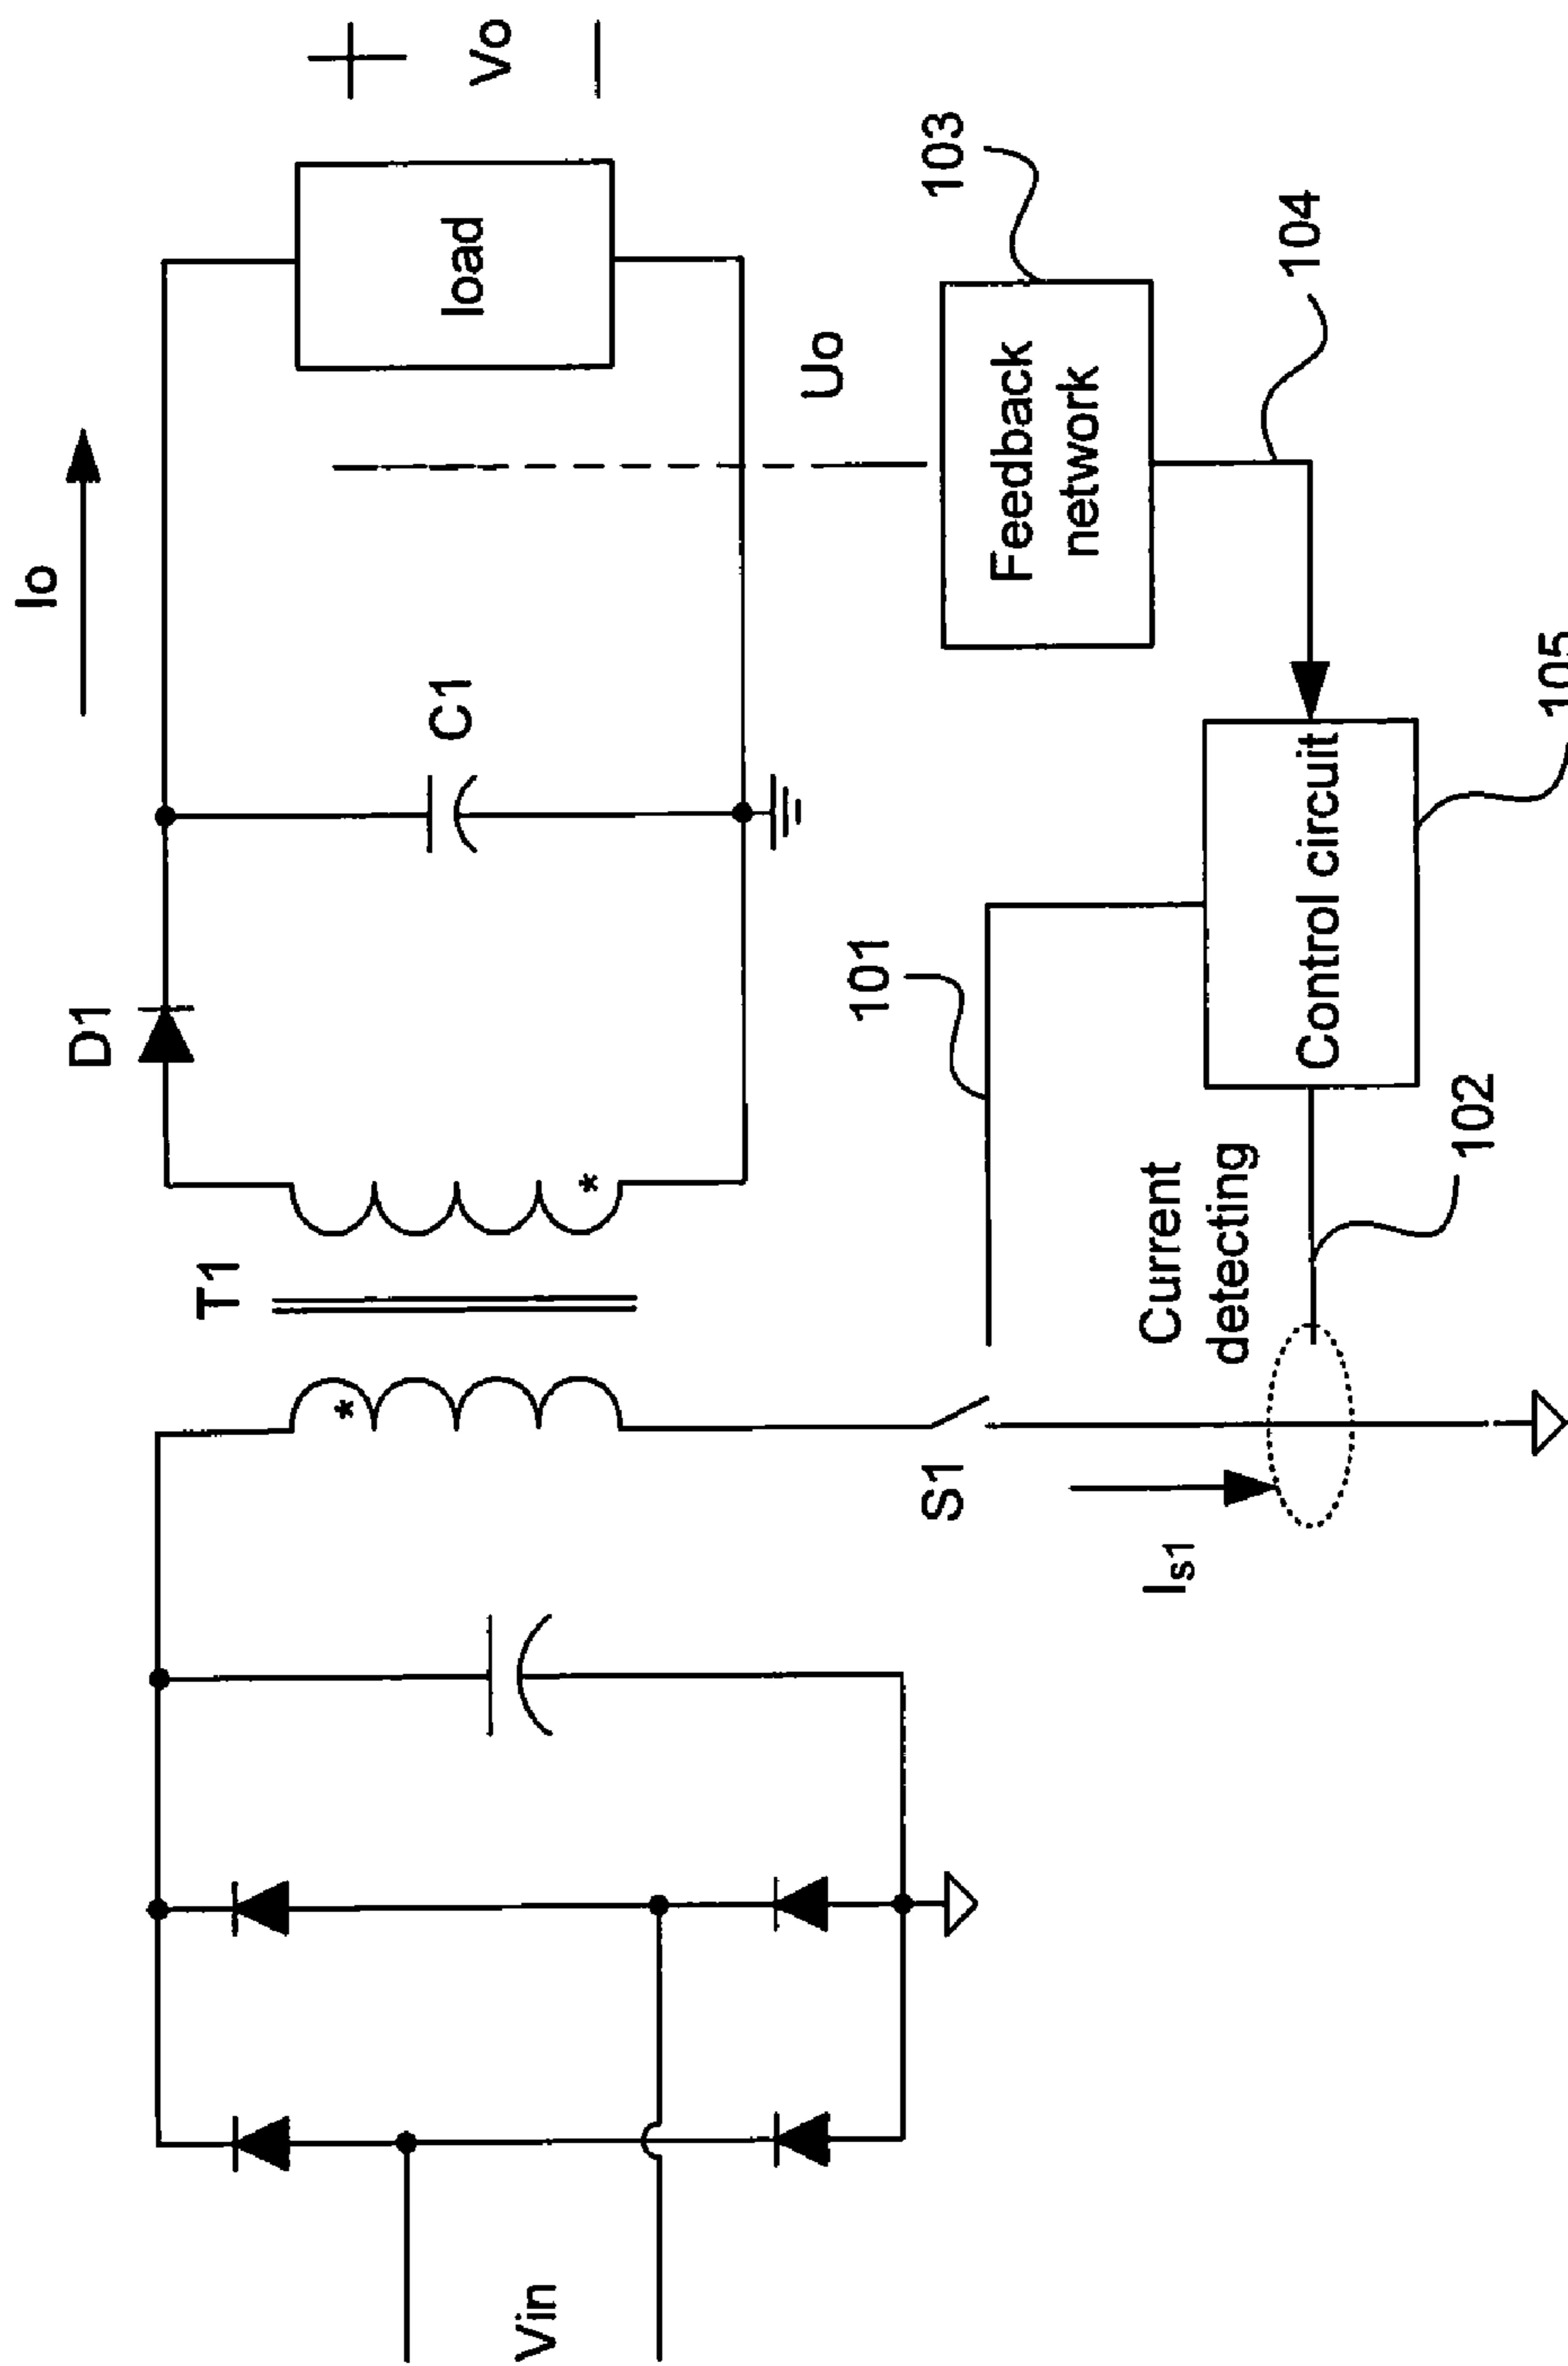 Io
D1
T1
C1
load
+
Vo
—
Vin
*
*
Uo
S1
101
103
Feedback
network
Is1
Current
detecting
Control circuit
104
102
105